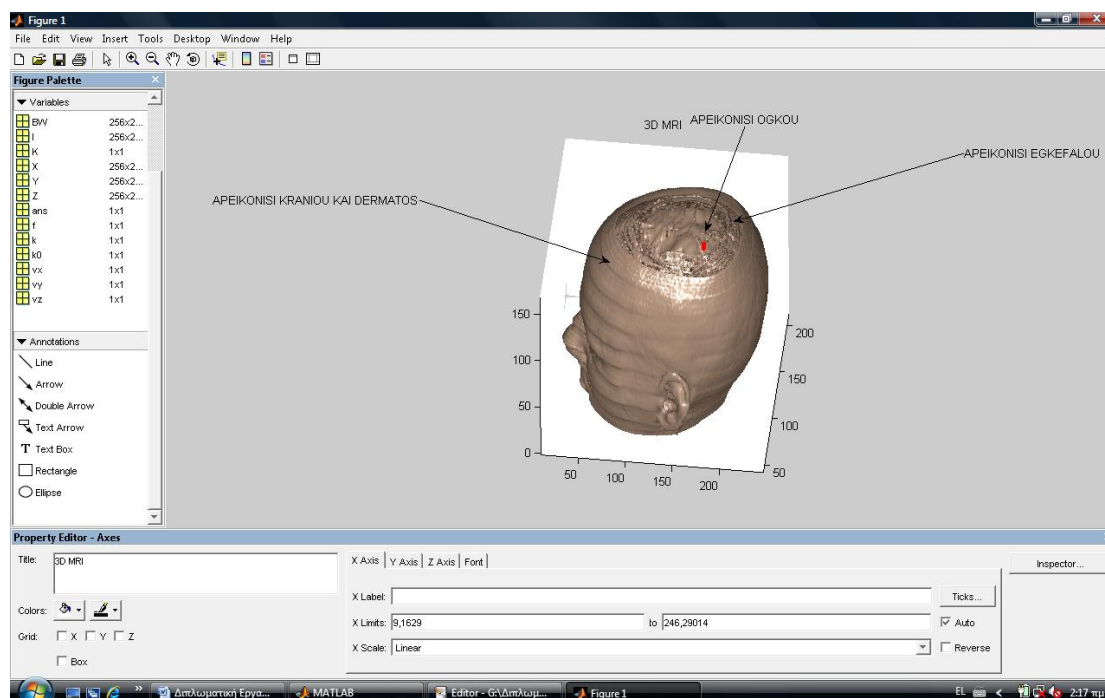 Figure 1
File Edit View Insert Tools Desktop Window Help
Figure Palette
Variables
BW 256x2...
I 256x2...
K 1x1
X 256x2...
Y 256x2...
Z 256x2...
ans 1x1
f 1x1
k 1x1
k0 1x1
vx 1x1
vy 1x1
vz 1x1
Annotations
Line
Arrow
Double Arrow
Text Arrow
T Text Box
Rectangle
Ellipse
3D MRI
APEIKONISI OGKOU
APEIKONISI EGKEFALOU
APEIKONISI KRANIOU KAI DERMATOS
150
100
50
0
50 100 150 200
200
150
100
50
Property Editor - Axes
Title: 3D MRI
Colors:
Grid: X Y Z
Box
X Axis Y Axis Z Axis Font
X Label:
Ticks...
X Limits: 9,1629 to 246,29014
Auto
X Scale: Linear
Reverse
Inspector...
Διπλωματική Εργα... MATLAB Editor - G:\Διπλωμ... Figure 1 EL 2:17 πμ